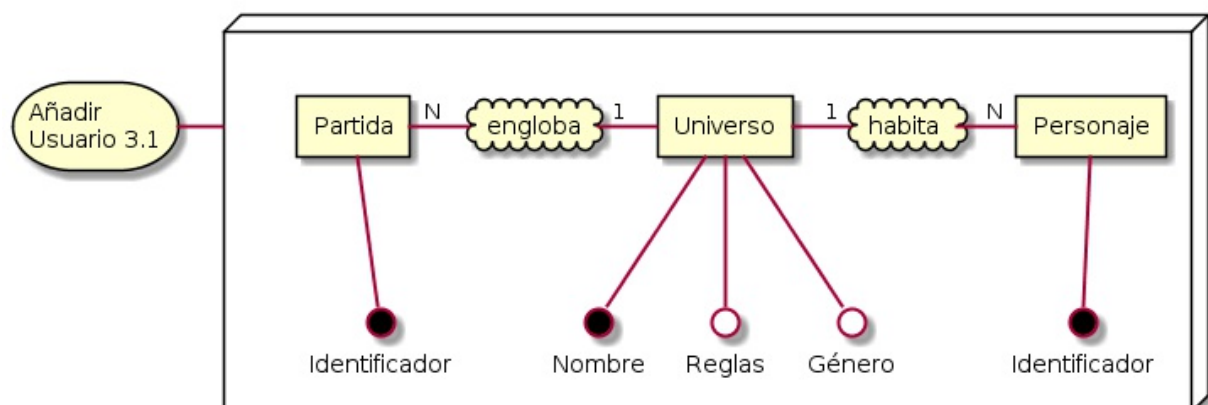 Añadir
Usuario 3.1
Partida
N
engloba
1
Universo
1
habita
N
Personaje
Identificador
Nombre
Reglas
Género
Identificador